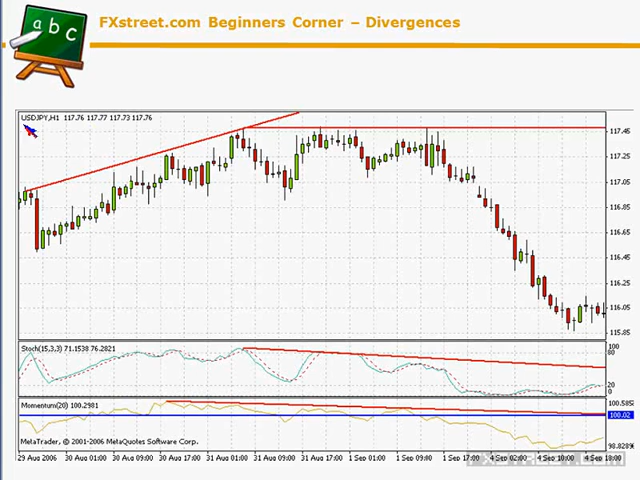 a b c
FXstreet.com Beginners Corner – Divergences
USDJPY,H1 117.76 117.77 117.73 117.76
117.45
117.25
117.05
116.85
116.65
116.45
116.25
116.05
115.85
Stoch(15,3,3) 71.1538 76.2821
100
80
20
0
Momentum(20) 100.2981
100.5852
100.02
98.8289
MetaTrader, © 2001-2006 MetaQuotes Software Corp.
29 Aug 2006 30 Aug 01:00 30 Aug 09:00 30 Aug 17:00 31 Aug 01:00 31 Aug 09:00 31 Aug 17:00 1 Sep 01:00 1 Sep 09:00 1 Sep 17:00 4 Sep 02:00 4 Sep 10:00 4 Sep 18:00